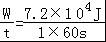 W/t = 7.2×10⁴J / 1×60s